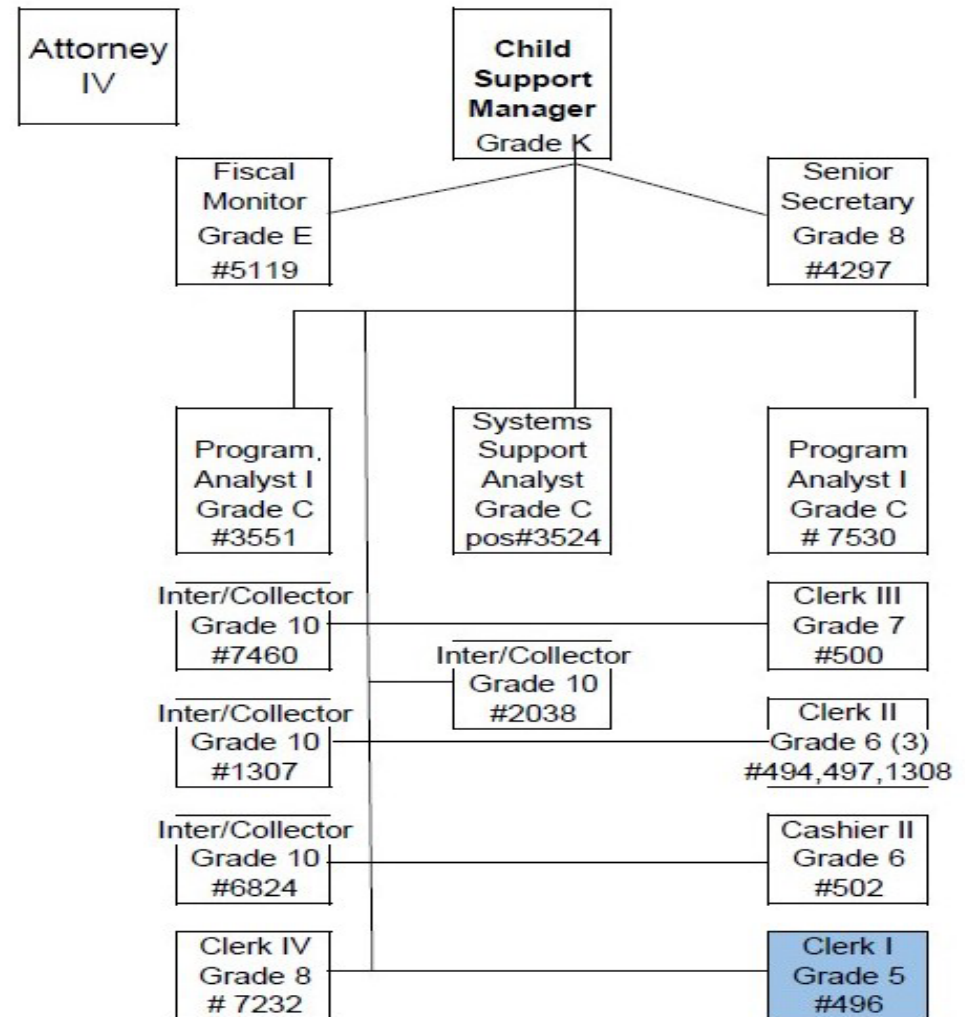 Attorney
IV
Child
Support
Manager
Grade K
Fiscal
Monitor
Grade E
#5119
Senior
Secretary
Grade 8
#4297
Program,
Analyst I
Grade C
#3551
Systems
Support
Analyst
Grade C
pos#3524
Program
Analyst I
Grade C
# 7530
Inter/Collector
Grade 10
#7460
Clerk III
Grade 7
#500
Inter/Collector
Grade 10
#2038
Inter/Collector
Grade 10
#1307
Clerk II
Grade 6 (3)
#494,497,1308
Inter/Collector
Grade 10
#6824
Cashier II
Grade 6
#502
Clerk IV
Grade 8
# 7232
Clerk I
Grade 5
#496